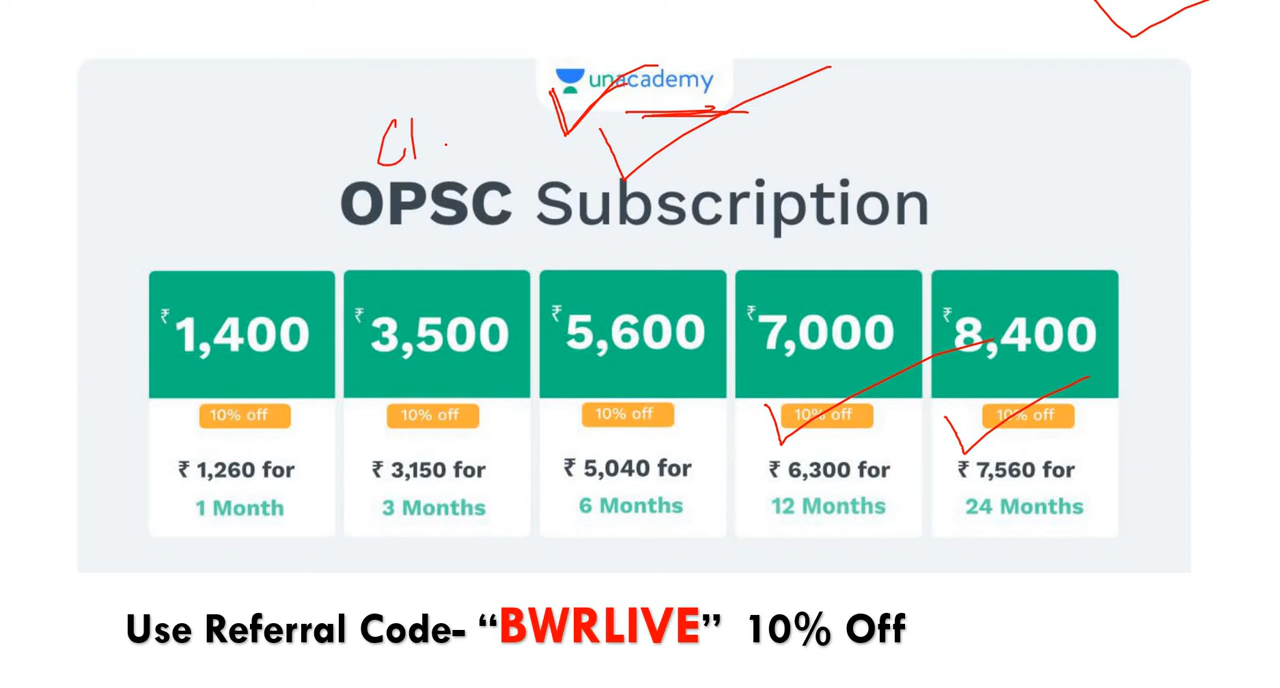 unacademy
OPSC Subscription
₹1,400 ₹3,500 ₹5,600 ₹7,000 ₹8,400
10% off 10% off 10% off 10% off 10% off
₹ 1,260 for ₹ 3,150 for ₹ 5,040 for ₹ 6,300 for ₹ 7,560 for
1 Month 3 Months 6 Months 12 Months 24 Months
Use Referral Code- “BWRLIVE” 10% Off